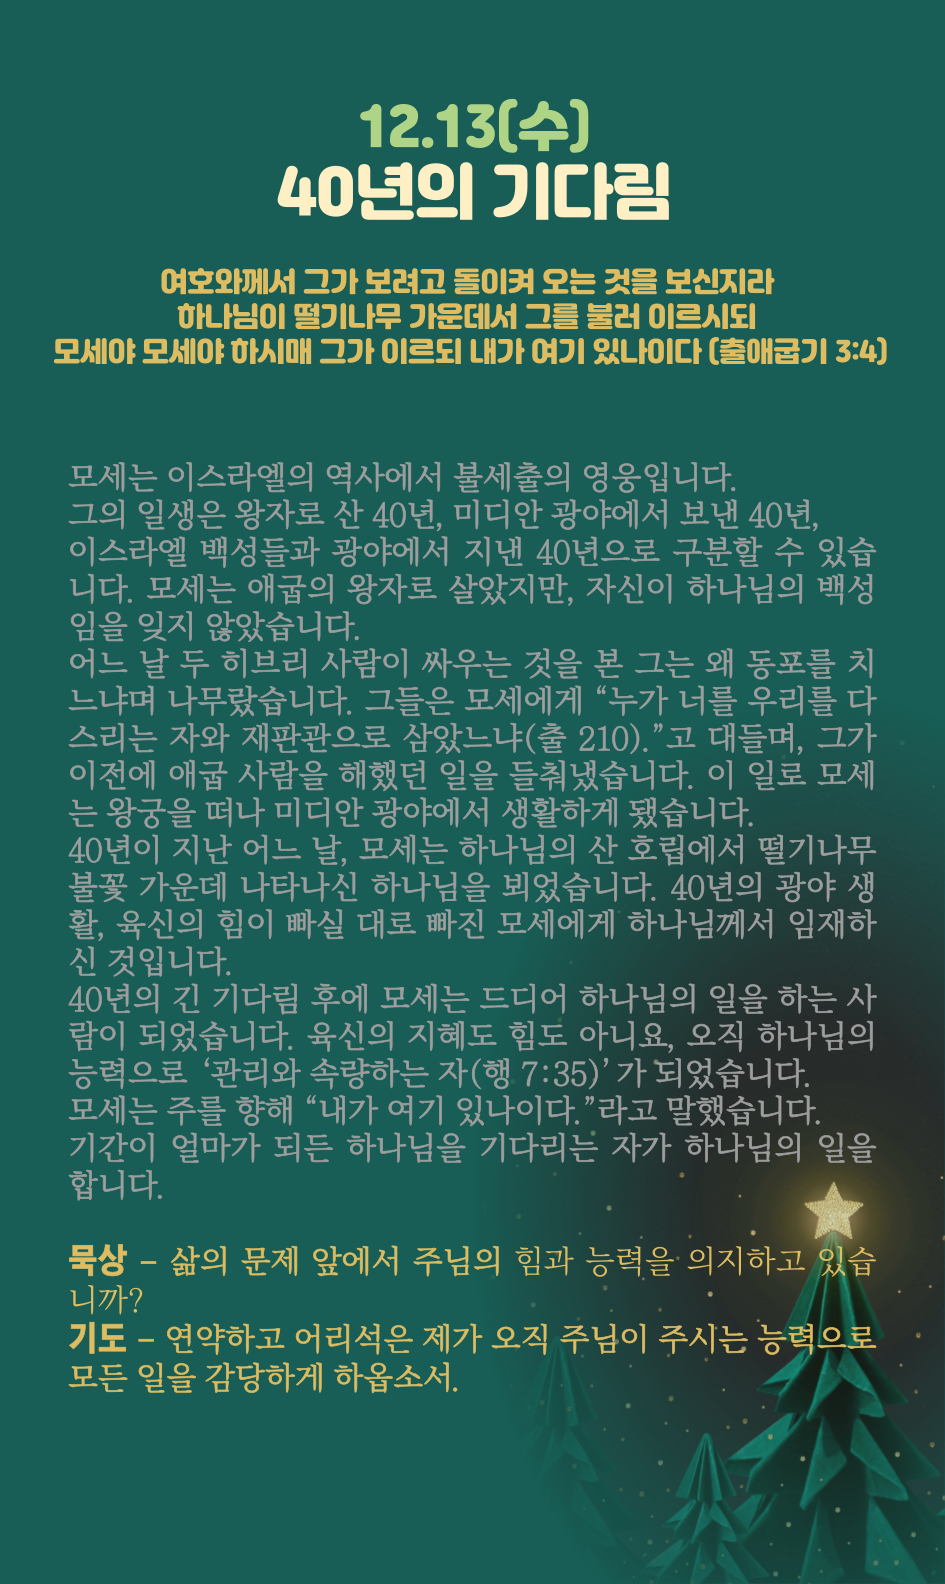 12.13(수)
40년의 기다림
여호와께서 그가 보려고 돌이켜 오는 것을 보신지라
하나님이 떨기나무 가운데서 그를 불러 이르시되
모세야 모세야 하시매 그가 이르되 내가 여기 있나이다 (출애굽기 3:4)
모세는 이스라엘의 역사에서 불세출의 영웅입니다.
그의 일생은 왕자로 산 40년, 미디안 광야에서 보낸 40년,
이스라엘 백성들과 광야에서 지낸 40년으로 구분할 수 있습
니다. 모세는 애굽의 왕자로 살았지만, 자신이 하나님의 백성
임을 잊지 않았습니다.
어느 날 두 히브리 사람이 싸우는 것을 본 그는 왜 동포를 치
느냐며 나무랐습니다. 그들은 모세에게 “누가 너를 우리를 다
스리는 자와 재판관으로 삼았느냐(출 210).”고 대들며, 그가
이전에 애굽 사람을 해했던 일을 들춰냈습니다. 이 일로 모세
는 왕궁을 떠나 미디안 광야에서 생활하게 됐습니다.
40년이 지난 어느 날, 모세는 하나님의 산 호립에서 떨기나무
불꽃 가운데 나타나신 하나님을 뵈었습니다. 40년의 광야 생
활, 육신의 힘이 빠실 대로 빠진 모세에게 하나님께서 임재하
신 것입니다.
40년의 긴 기다림 후에 모세는 드디어 하나님의 일을 하는 사
람이 되었습니다. 육신의 지혜도 힘도 아니요, 오직 하나님의
능력으로 ‘관리와 속량하는 자(행 7:35)’가 되었습니다.
모세는 주를 향해 “내가 여기 있나이다.”라고 말했습니다.
기간이 얼마가 되든 하나님을 기다리는 자가 하나님의 일을
합니다.
묵상 – 삶의 문제 앞에서 주님의 힘과 능력을 의지하고 있습
니까?
기도 – 연약하고 어리석은 제가 오직 주님이 주시는 능력으로
모든 일을 감당하게 하옵소서.